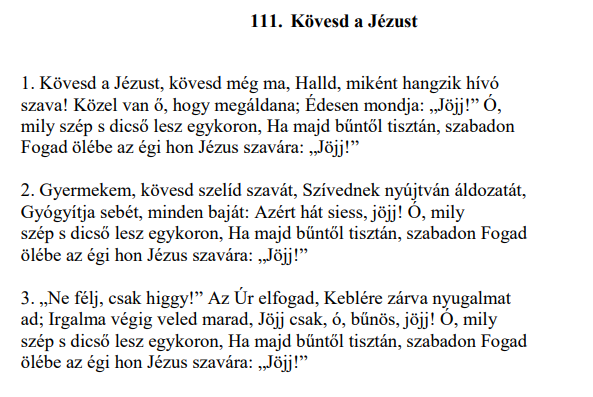 111. Kövesd a Jézust
1. Kövesd a Jézust, kövesd még ma, Halld, miként hangzik hívó
szava! Közel van ő, hogy megáldana; Édesen mondja: „Jöjj!” Ó,
mily szép s dicső lesz egykoron, Ha majd bűntől tisztán, szabadon
Fogad ölébe az égi hon Jézus szavára: „Jöjj!”
2. Gyermekem, kövesd szelíd szavát, Szívednek nyújtván áldozatát,
Gyógyítja sebét, minden baját: Azért hát siess, jöjj! Ó, mily
szép s dicső lesz egykoron, Ha majd bűntől tisztán, szabadon Fogad
ölébe az égi hon Jézus szavára: „Jöjj!”
3. „Ne félj, csak higgy!” Az Úr elfogad, Keblére zárva nyugalmat
ad; Irgalma végig veled marad, Jöjj csak, ó, bűnös, jöjj! Ó, mily
szép s dicső lesz egykoron, Ha majd bűntől tisztán, szabadon Fogad
ölébe az égi hon Jézus szavára: „Jöjj!”